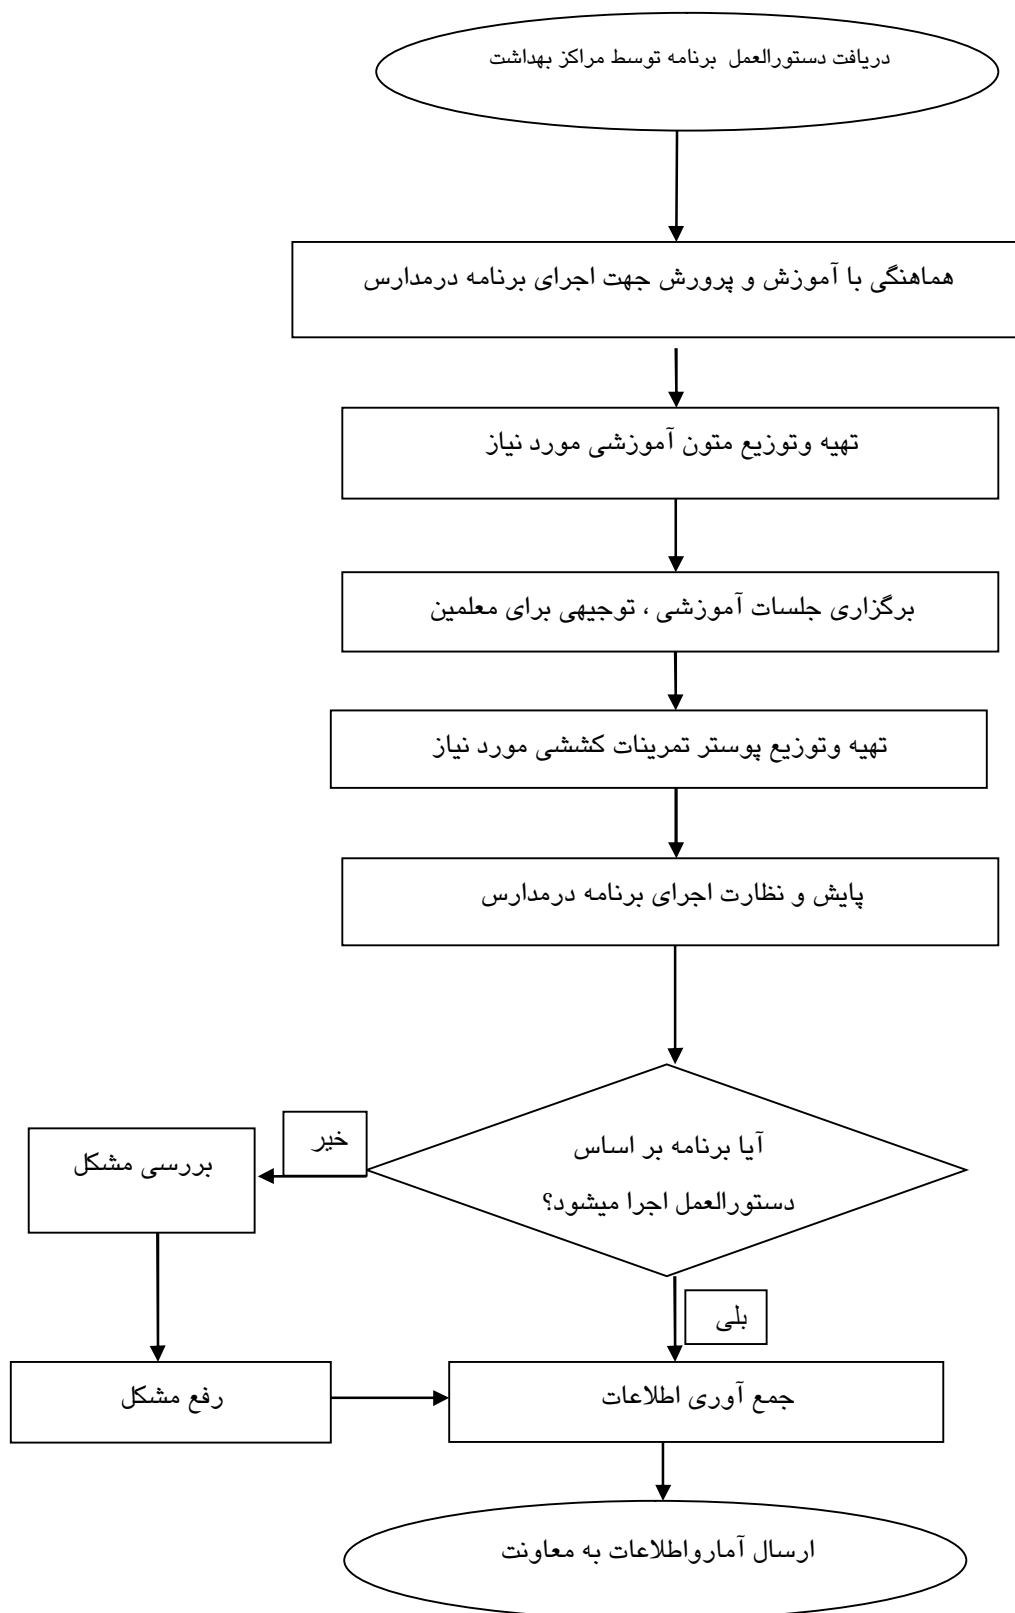 دریافت دستورالعمل برنامه توسط مراکز بهداشت
هماهنگی با آموزش و پرورش جهت اجرای برنامه درمدارس
تهیه وتوزیع متون آموزشی مورد نیاز
برگزاری جلسات آموزشی ، توجیهی برای معلمین
تهیه وتوزیع پوستر تمرینات کششی مورد نیاز
پایش و نظارت اجرای برنامه درمدارس
آیا برنامه بر اساس
دستورالعمل اجرا میشود؟
خیر
بررسی مشکل
بلی
رفع مشکل
جمع آوری اطلاعات
ارسال آمارواطلاعات به معاونت